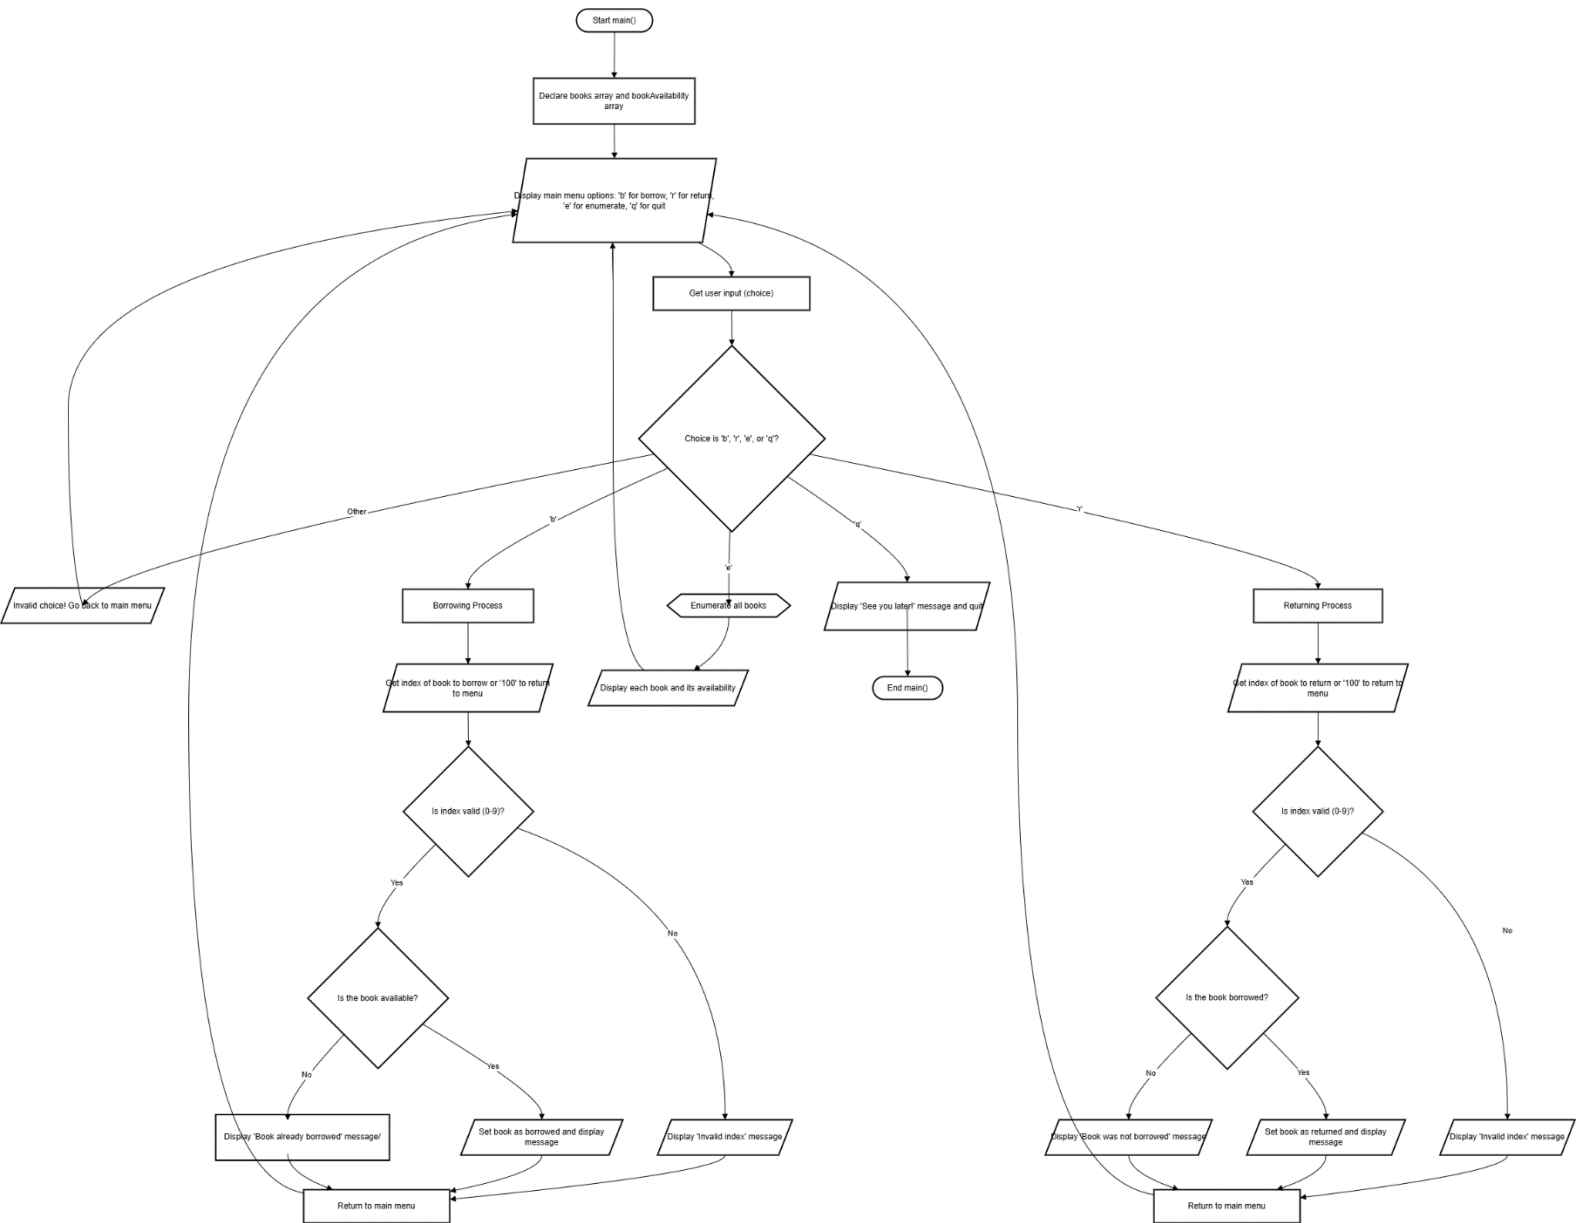 Start main()
Declare books array and bookAvailability
array
Display main menu options: 'b' for borrow, 'r' for return,
'e' for enumerate, 'q' for quit
Get user input (choice)
Choice is 'b', 'r', 'e', or 'q'?
Other
'b'
'e'
'q'
'r'
Invalid choice! Go back to main menu
Borrowing Process
Enumerate all books
Display 'See you later!' message and quit
Returning Process
Get index of book to borrow or '100' to return
to menu
Display each book and its availability
End main()
Get index of book to return or '100' to return to
menu
Is index valid (0-9)?
Is index valid (0-9)?
Yes
No
Yes
No
Is the book available?
Is the book borrowed?
No
Yes
No
Yes
Display 'Book already borrowed' message/
Set book as borrowed and display
message
Display 'Invalid index' message
Display 'Book was not borrowed' message
Set book as returned and display
message
Display 'Invalid index' message
Return to main menu
Return to main menu